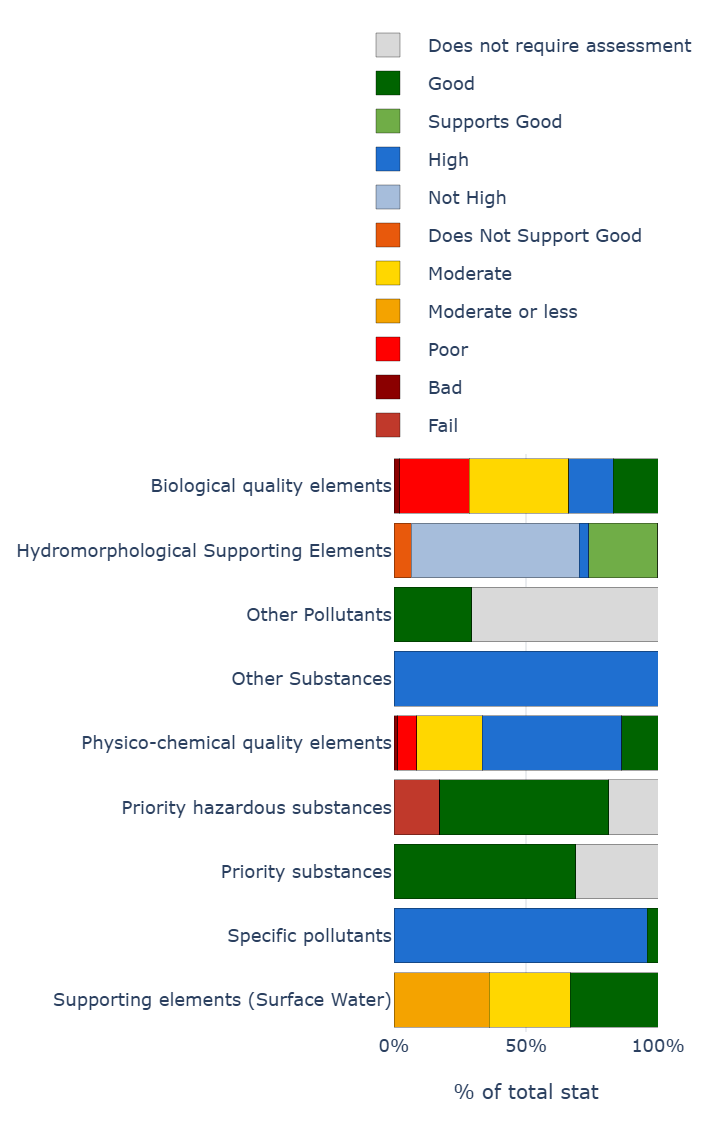 Does not require assessment
Good
Supports Good
High
Not High
Does Not Support Good
Moderate
Moderate or less
Poor
Bad
Fail
Biological quality elements
Hydromorphological Supporting Elements
Other Pollutants
Other Substances
Physico-chemical quality elements
Priority hazardous substances
Priority substances
Specific pollutants
Supporting elements (Surface Water)
0% 50% 100%
% of total stat